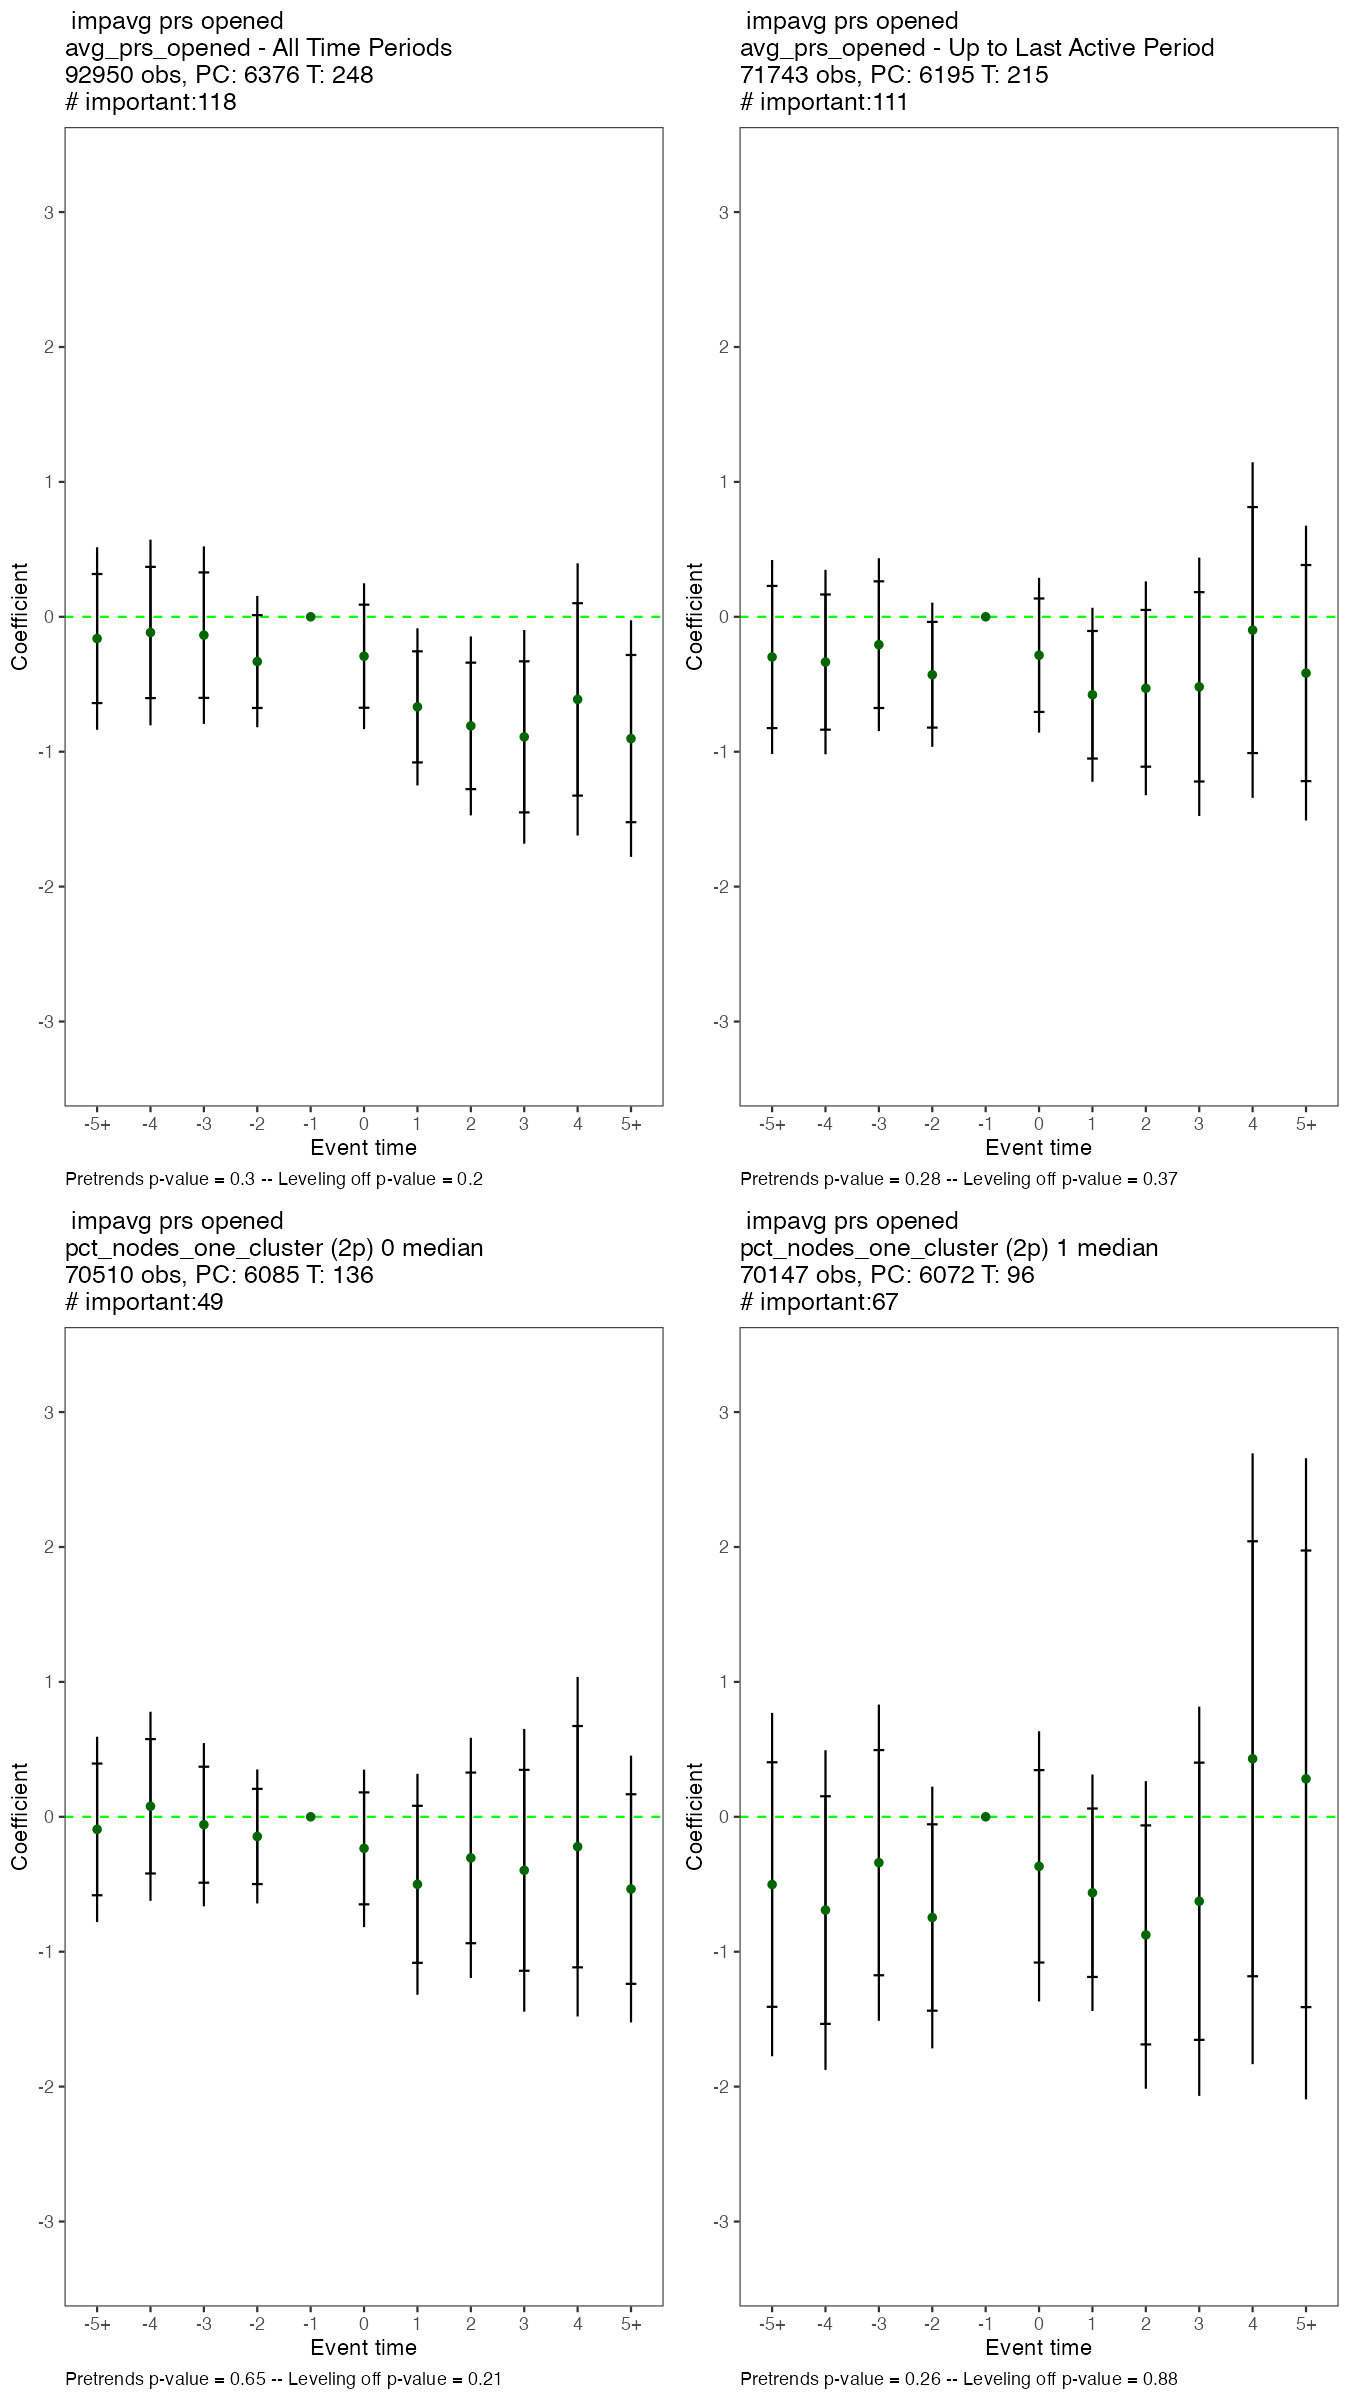 impavg prs opened
avg_prs_opened - All Time Periods
92950 obs, PC: 6376 T: 248
# important:118
3
2
1
0
-1
-2
-3
Coefficient
-5+ -4 -3 -2 -1 0 1 2 3 4 5+
Event time
Pretrends p-value = 0.3 -- Leveling off p-value = 0.2
impavg prs opened
avg_prs_opened - Up to Last Active Period
71743 obs, PC: 6195 T: 215
# important:111
3
2
1
0
-1
-2
-3
Coefficient
-5+ -4 -3 -2 -1 0 1 2 3 4 5+
Event time
Pretrends p-value = 0.28 -- Leveling off p-value = 0.37
impavg prs opened
pct_nodes_one_cluster (2p) 0 median
70510 obs, PC: 6085 T: 136
# important:49
3
2
1
0
-1
-2
-3
Coefficient
-5+ -4 -3 -2 -1 0 1 2 3 4 5+
Event time
Pretrends p-value = 0.65 -- Leveling off p-value = 0.21
impavg prs opened
pct_nodes_one_cluster (2p) 1 median
70147 obs, PC: 6072 T: 96
# important:67
3
2
1
0
-1
-2
-3
Coefficient
-5+ -4 -3 -2 -1 0 1 2 3 4 5+
Event time
Pretrends p-value = 0.26 -- Leveling off p-value = 0.88